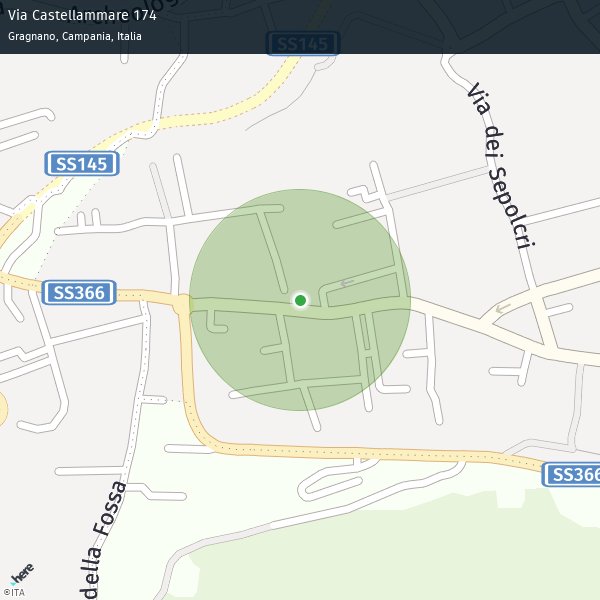 Via Castellammare 174
Gragnano, Campania, Italia
SS145
SS145
Via dei Sepolcri
SS366
SS366
della Fossa
here
©ITA